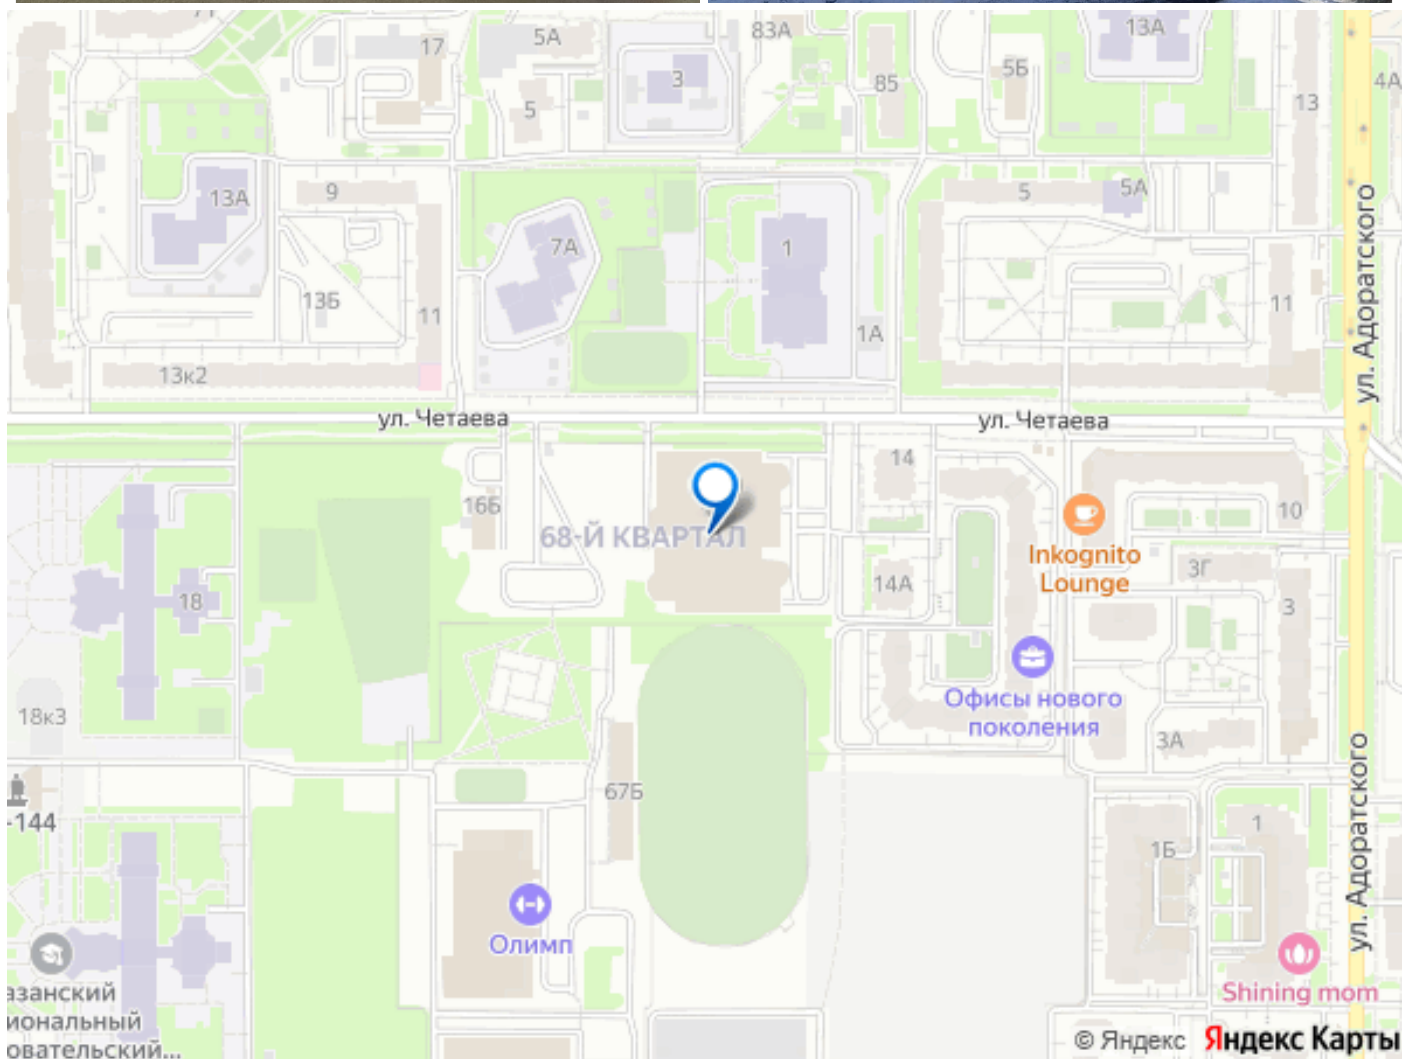 17
5А
83А
13А
3
85
5Б
13
4А
5
13А
9
7А
1
5
5А
ул. Адоратского
13Б
11
1А
11
13к2
ул. Четаева
ул. Четаева
14
16Б
68-Й КВАРТАЛ
10
Inkognito
Lounge
14А
3Г
18
3
Офисы нового
поколения
18к3
3А
67Б
-144
1
1Б
ул. Адоратского
Олимп
азанский
иональный
овательский...
Shining mom
© Яндекс Яндекс Карты